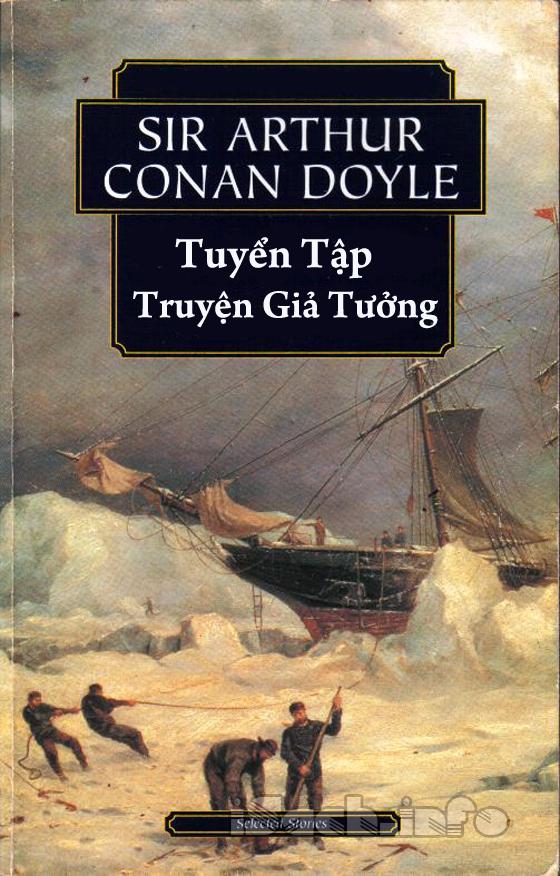 SIR ARTHUR
CONAN DOYLE
Tuyển Tập
Truyện Giả Tưởng
Selected Stories